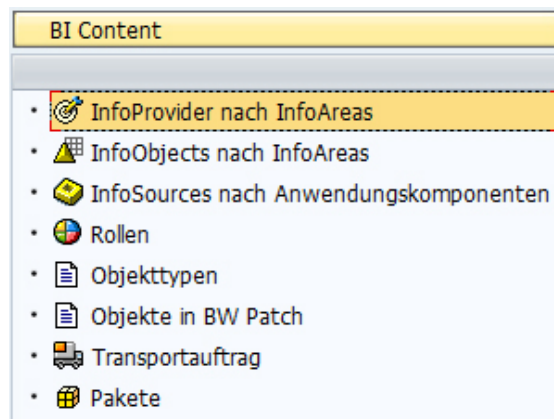 BI Content
InfoProvider nach InfoAreas
InfoObjects nach InfoAreas
InfoSources nach Anwendungskomponenten
Rollen
Objekttypen
Objekte in BW Patch
Transportauftrag
Pakete